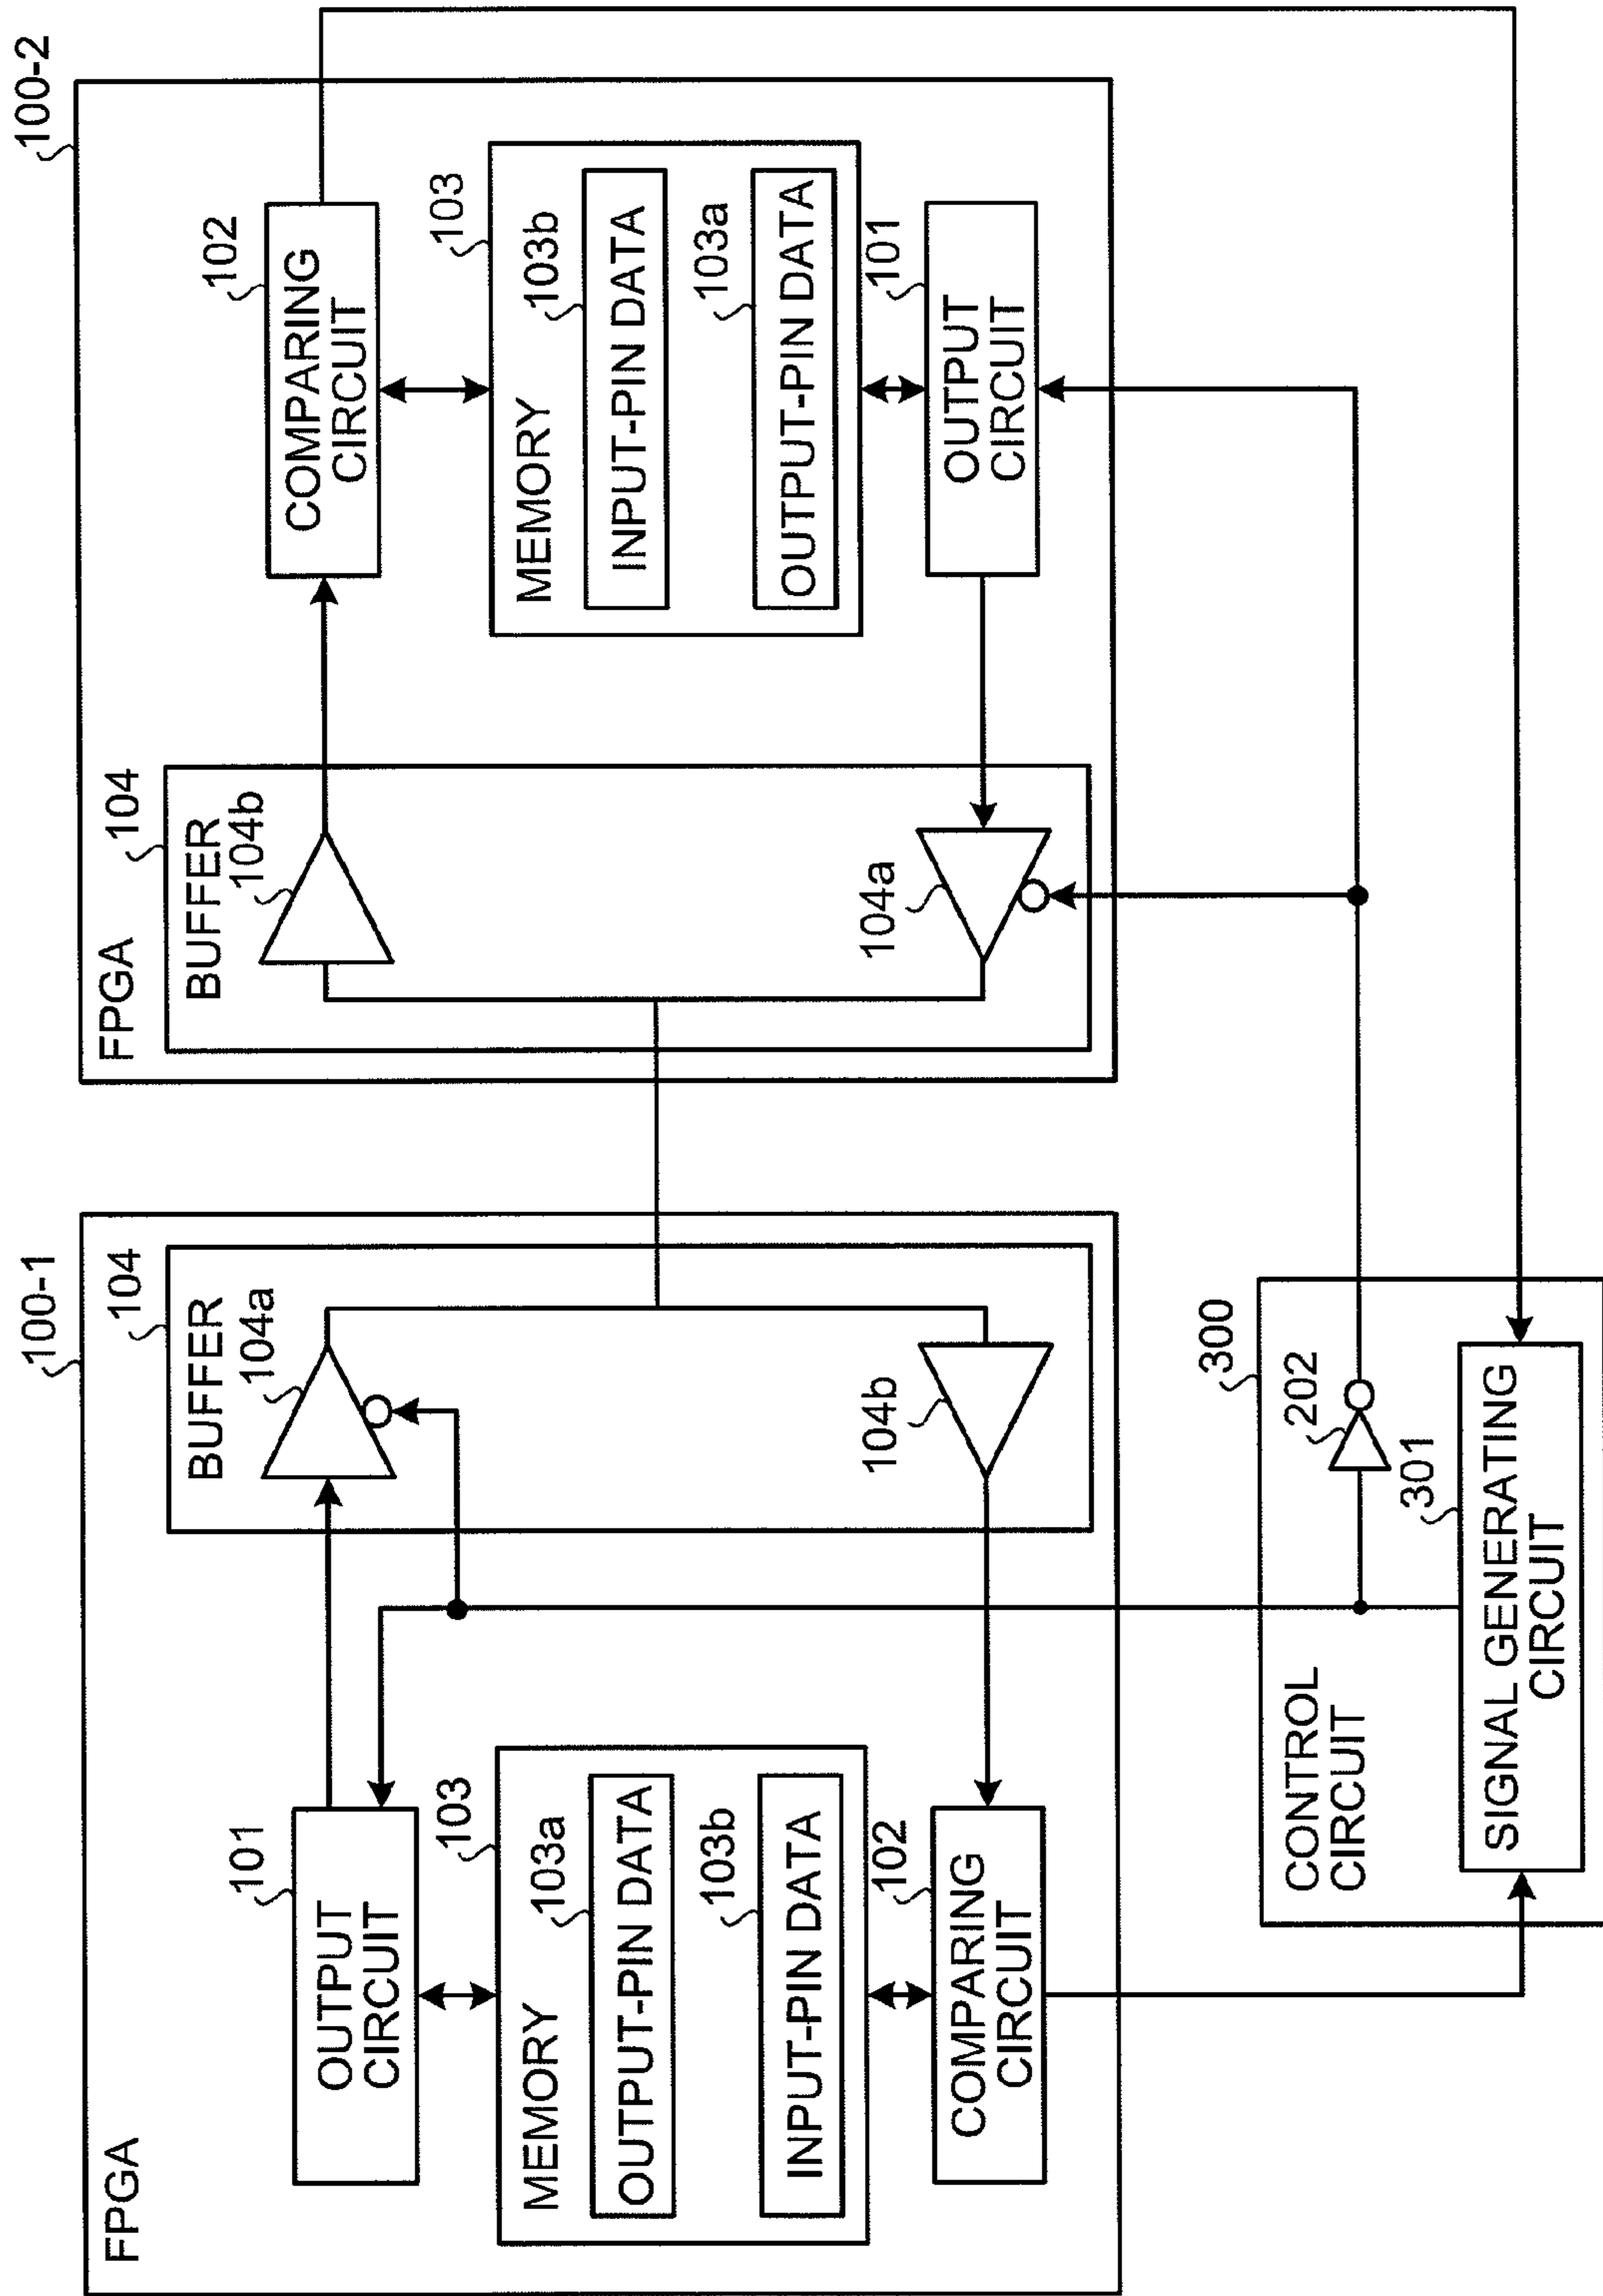 100-1
FPGA
101
OUTPUT
CIRCUIT
103
MEMORY
103a
OUTPUT-PIN DATA
103b
INPUT-PIN DATA
102
COMPARING
CIRCUIT
104
BUFFER
104a
104b
100-2
FPGA
104
BUFFER
104b
104a
102
COMPARING
CIRCUIT
103
MEMORY
103b
INPUT-PIN DATA
103a
OUTPUT-PIN DATA
101
OUTPUT
CIRCUIT
300
CONTROL
CIRCUIT
202
301
SIGNAL GENERATING
CIRCUIT